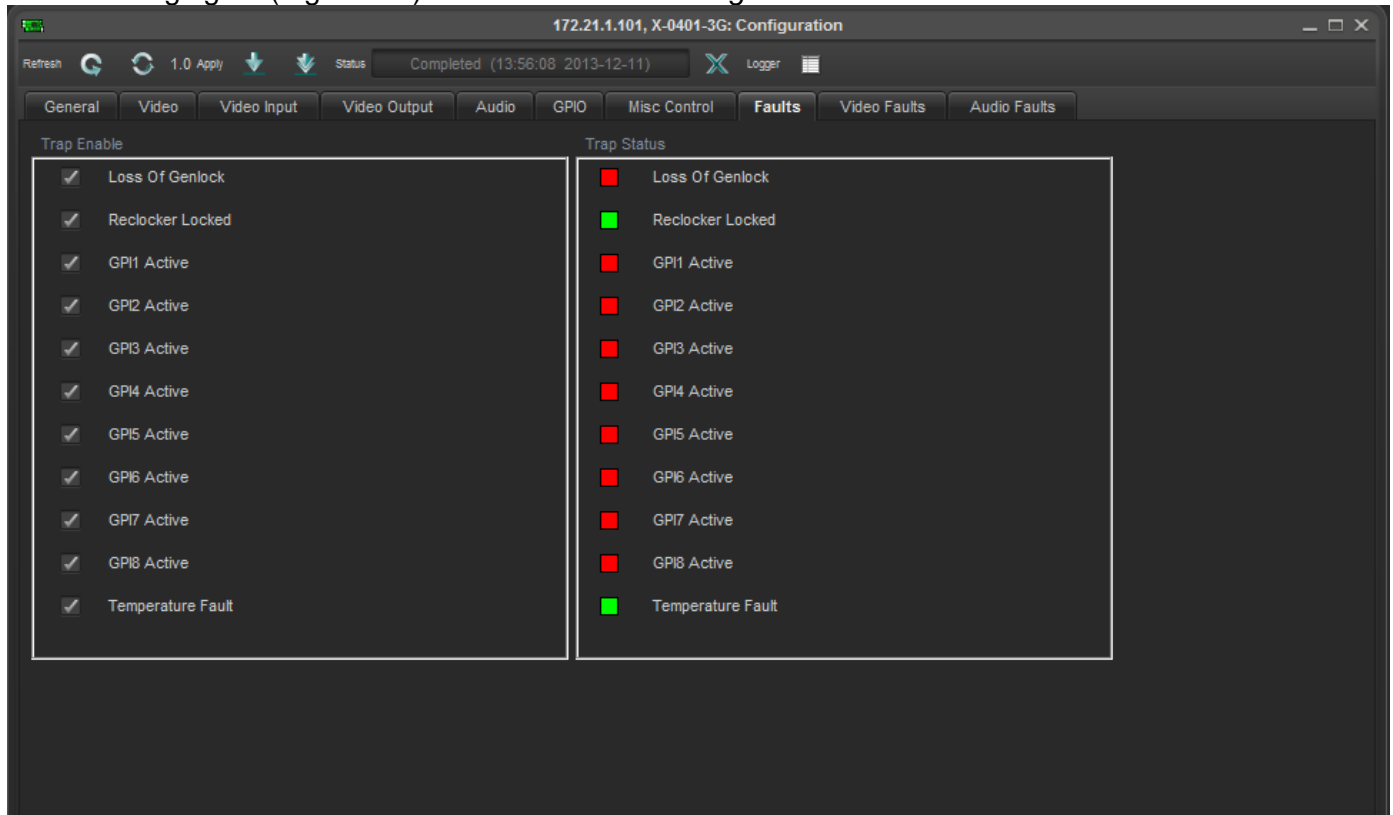 172.21.1.101, X-0401-3G: Configuration
Refresh 1.0 Apply Status Completed (13:56:08 2013-12-11) Logger
General Video Video Input Video Output Audio GPIO Misc Control Faults Video Faults Audio Faults
Trap Enable Trap Status
Loss Of Genlock Loss Of Genlock
Reclocker Locked Reclocker Locked
GPI1 Active GPI1 Active
GPI2 Active GPI2 Active
GPI3 Active GPI3 Active
GPI4 Active GPI4 Active
GPI5 Active GPI5 Active
GPI6 Active GPI6 Active
GPI7 Active GPI7 Active
GPI8 Active GPI8 Active
Temperature Fault Temperature Fault